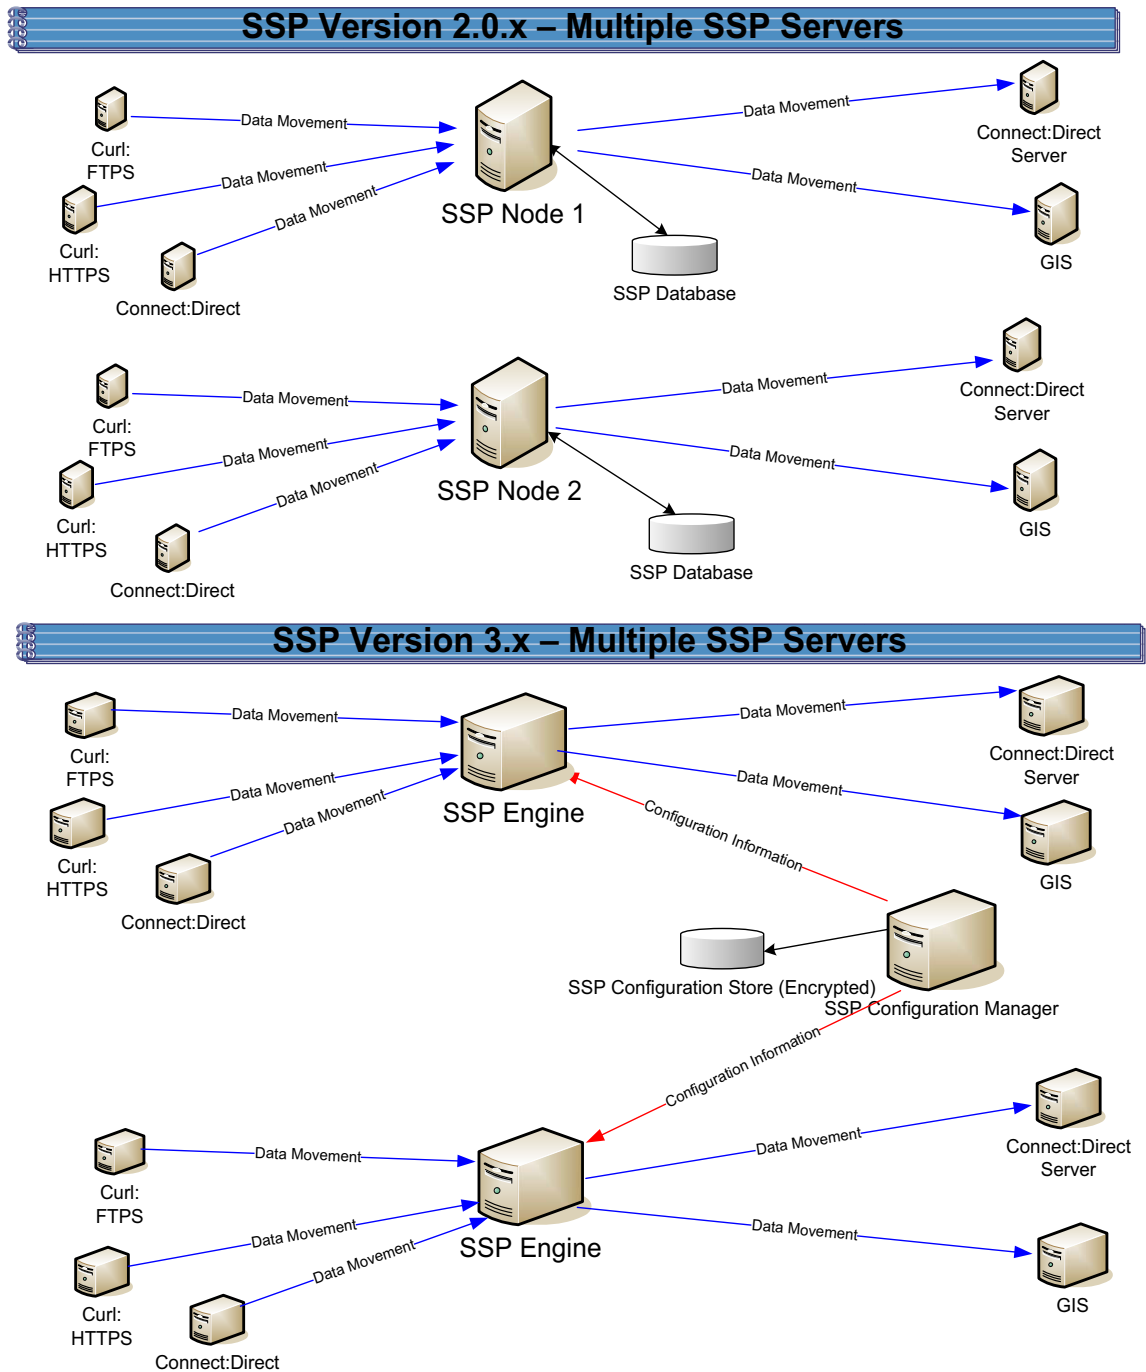 SSP Version 2.0.x – Multiple SSP Servers
Data Movement
Data Movement
Curl:
FTPS
Connect:Direct
Server
Data Movement
Data Movement
Data Movement
SSP Node 1
Curl:
HTTPS
GIS
SSP Database
Connect:Direct
Data Movement
Data Movement
Connect:Direct
Server
Curl:
FTPS
Data Movement
Data Movement
Data Movement
SSP Node 2
Curl:
HTTPS
GIS
SSP Database
Connect:Direct
SSP Version 3.x – Multiple SSP Servers
Data Movement
Data Movement
Curl:
FTPS
Connect:Direct
Server
Data Movement
Data Movement
Data Movement
SSP Engine
Configuration Information
Curl:
HTTPS
GIS
Connect:Direct
SSP Configuration Store (Encrypted)
SSP Configuration Manager
Configuration Information
Data Movement
Data Movement
Connect:Direct
Server
Curl:
FTPS
Data Movement
Data Movement
Data Movement
SSP Engine
Curl:
HTTPS
GIS
Connect:Direct